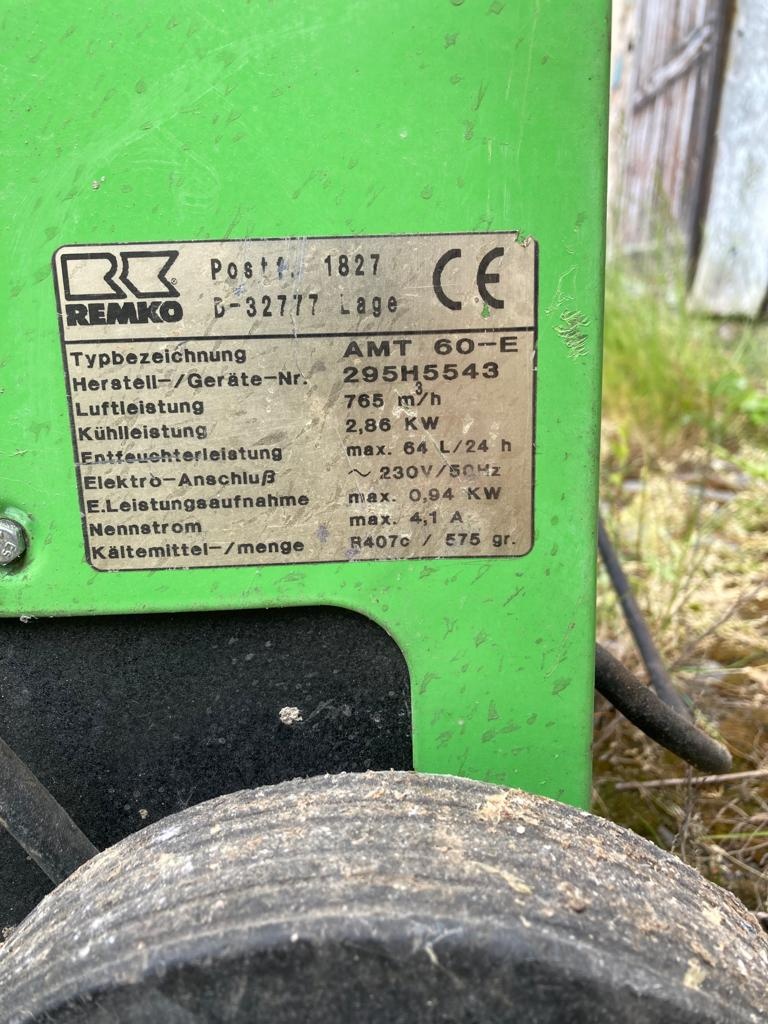 REMKO
Postf. 1827
D-32777 Lage
CE
Typbezeichnung AMT 60-E
Herstell-/Geräte-Nr. 295H5543
Luftleistung 765 m³/h
Kühlleistung 2,86 KW
Entfeuchterleistung max. 64 L/24 h
Elektro-Anschluß ~ 230V/50Hz
E.Leistungsaufnahme max. 0,94 KW
Nennstrom max. 4,1 A
Kältemittel-/menge R407c / 575 gr.